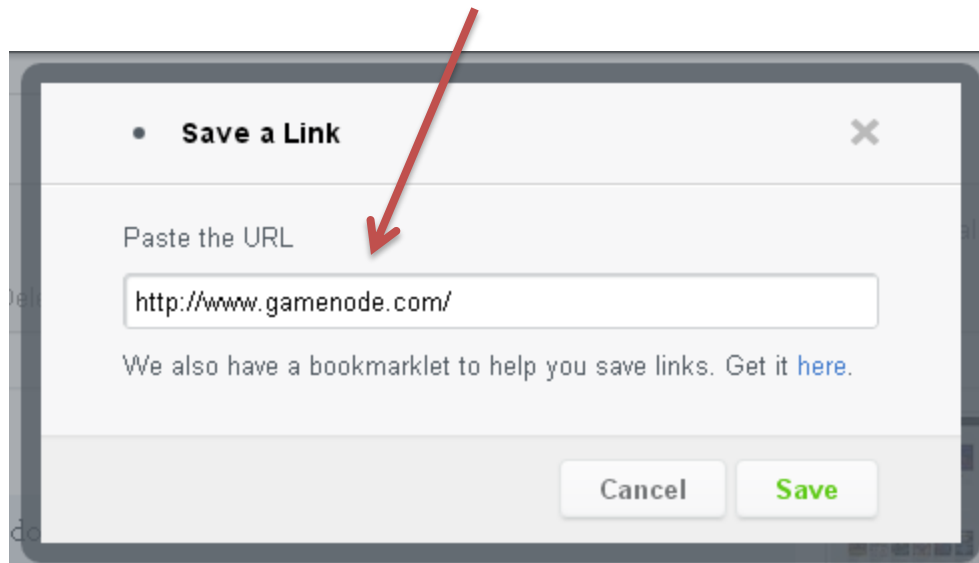 Save a Link
Paste the URL
http://www.gamenode.com/
We also have a bookmarklet to help you save links. Get it here.
Cancel Save